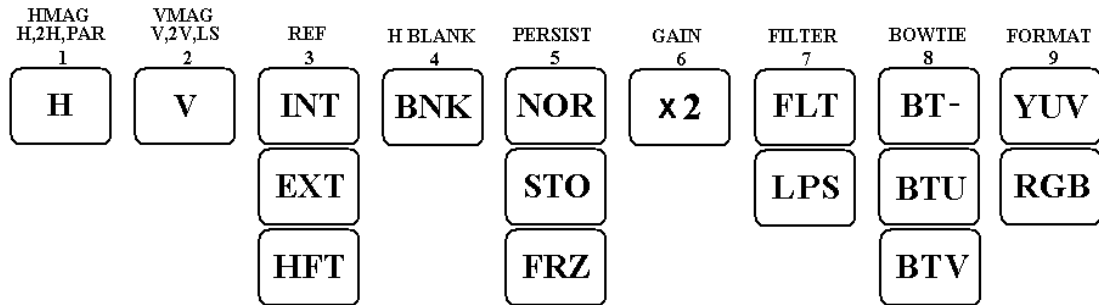 HMAG VMAG REF H BLANK PERSIST GAIN FILTER BOWTIE FORMAT
H,2H,PAR V,2V,LS
1 2 3 4 5 6 7 8 9
H V INT BNK NOR X 2 FLT BT- YUV
EXT STO LPS BTU RGB
HFT FRZ BTV